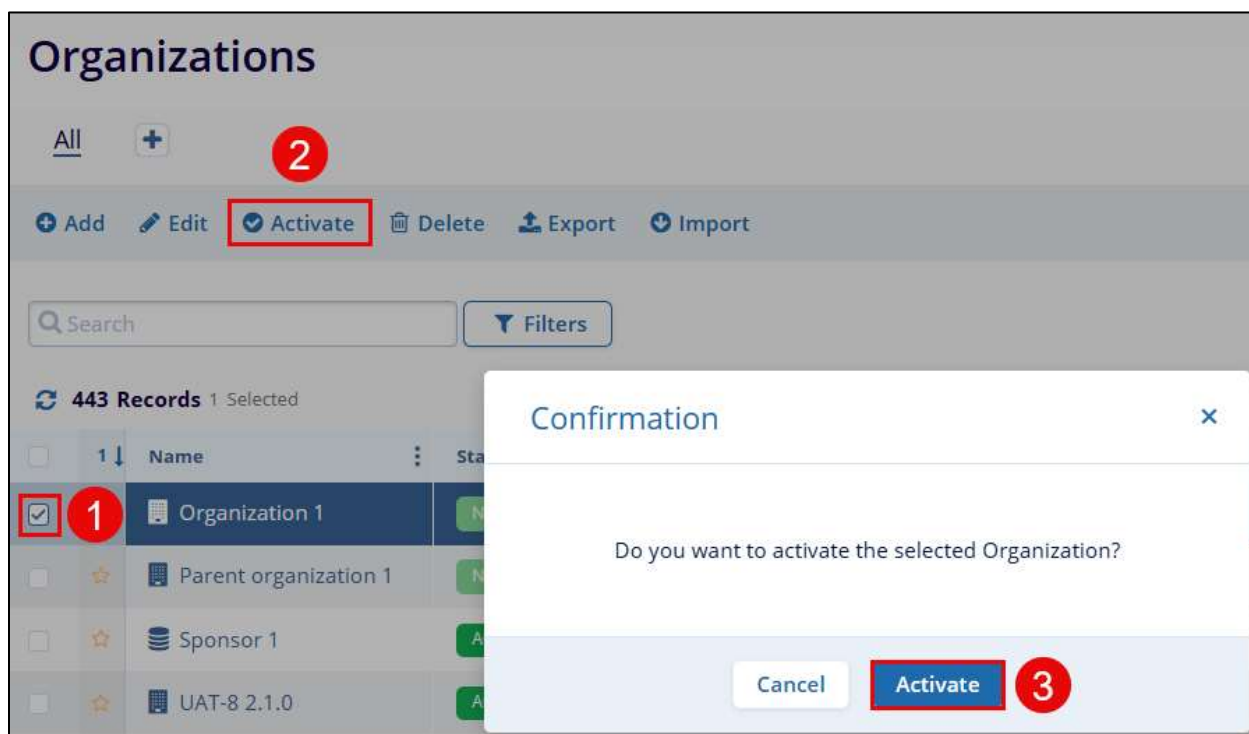 Organizations
All
2
Add Edit Activate Delete Export Import
Search Filters
443 Records 1 Selected
1 Name Sta
1 Organization 1 N
Parent organization 1 N
Sponsor 1 A
UAT-8 2.1.0 A
Confirmation
Do you want to activate the selected Organization?
Cancel Activate 3